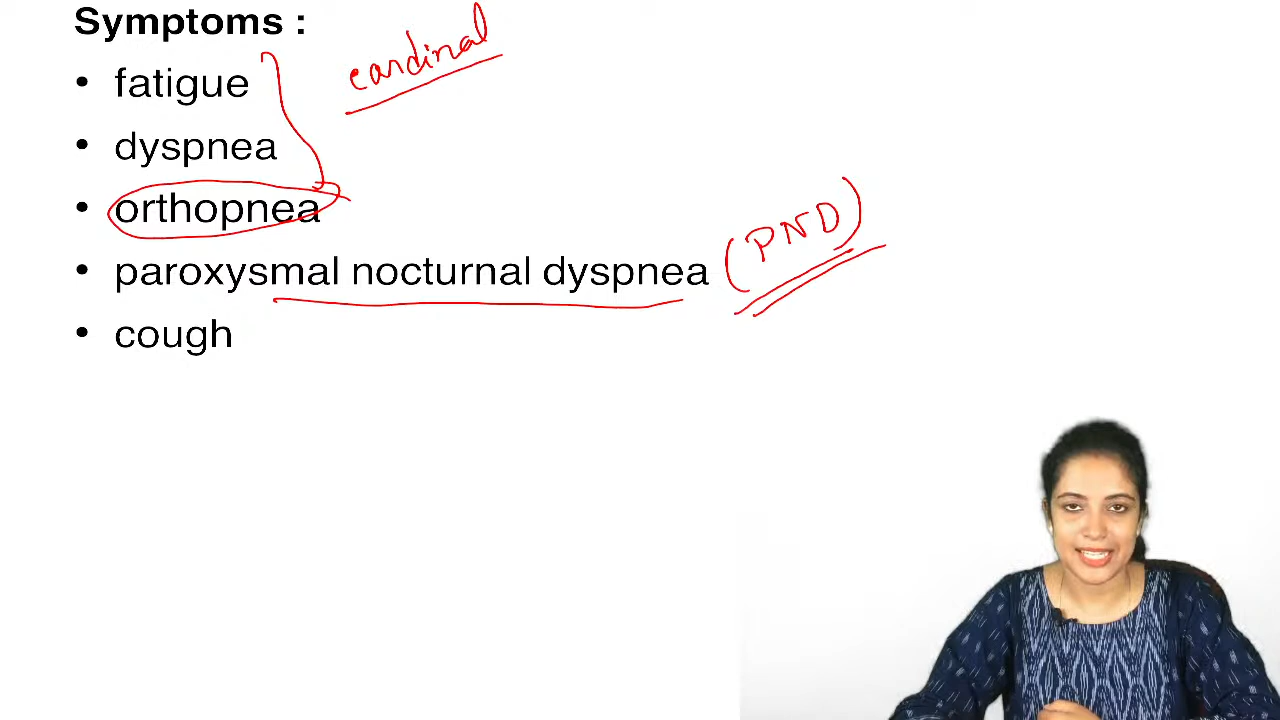 Symptoms :
• fatigue
cardinal
• dyspnea
• orthopnea
• paroxysmal nocturnal dyspnea (PND)
• cough